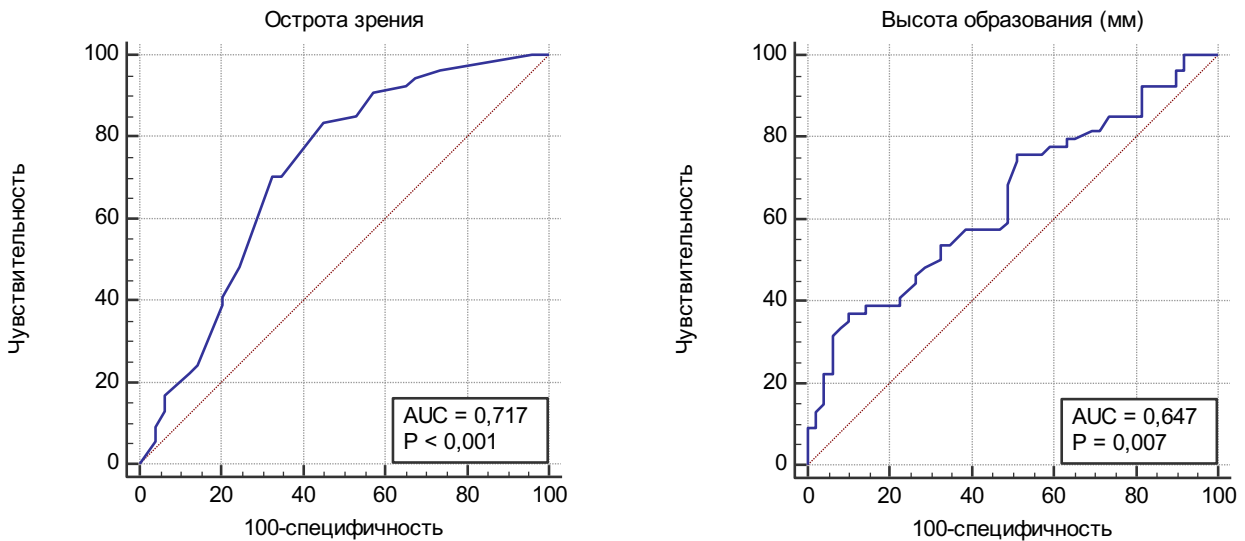 Острота зрения
100
80
60
40
20
0
Чувствительность
AUC = 0,717
P < 0,001
0 20 40 60 80 100
100-специфичность
Высота образования (мм)
100
80
60
40
20
0
Чувствительность
AUC = 0,647
P = 0,007
0 20 40 60 80 100
100-специфичность